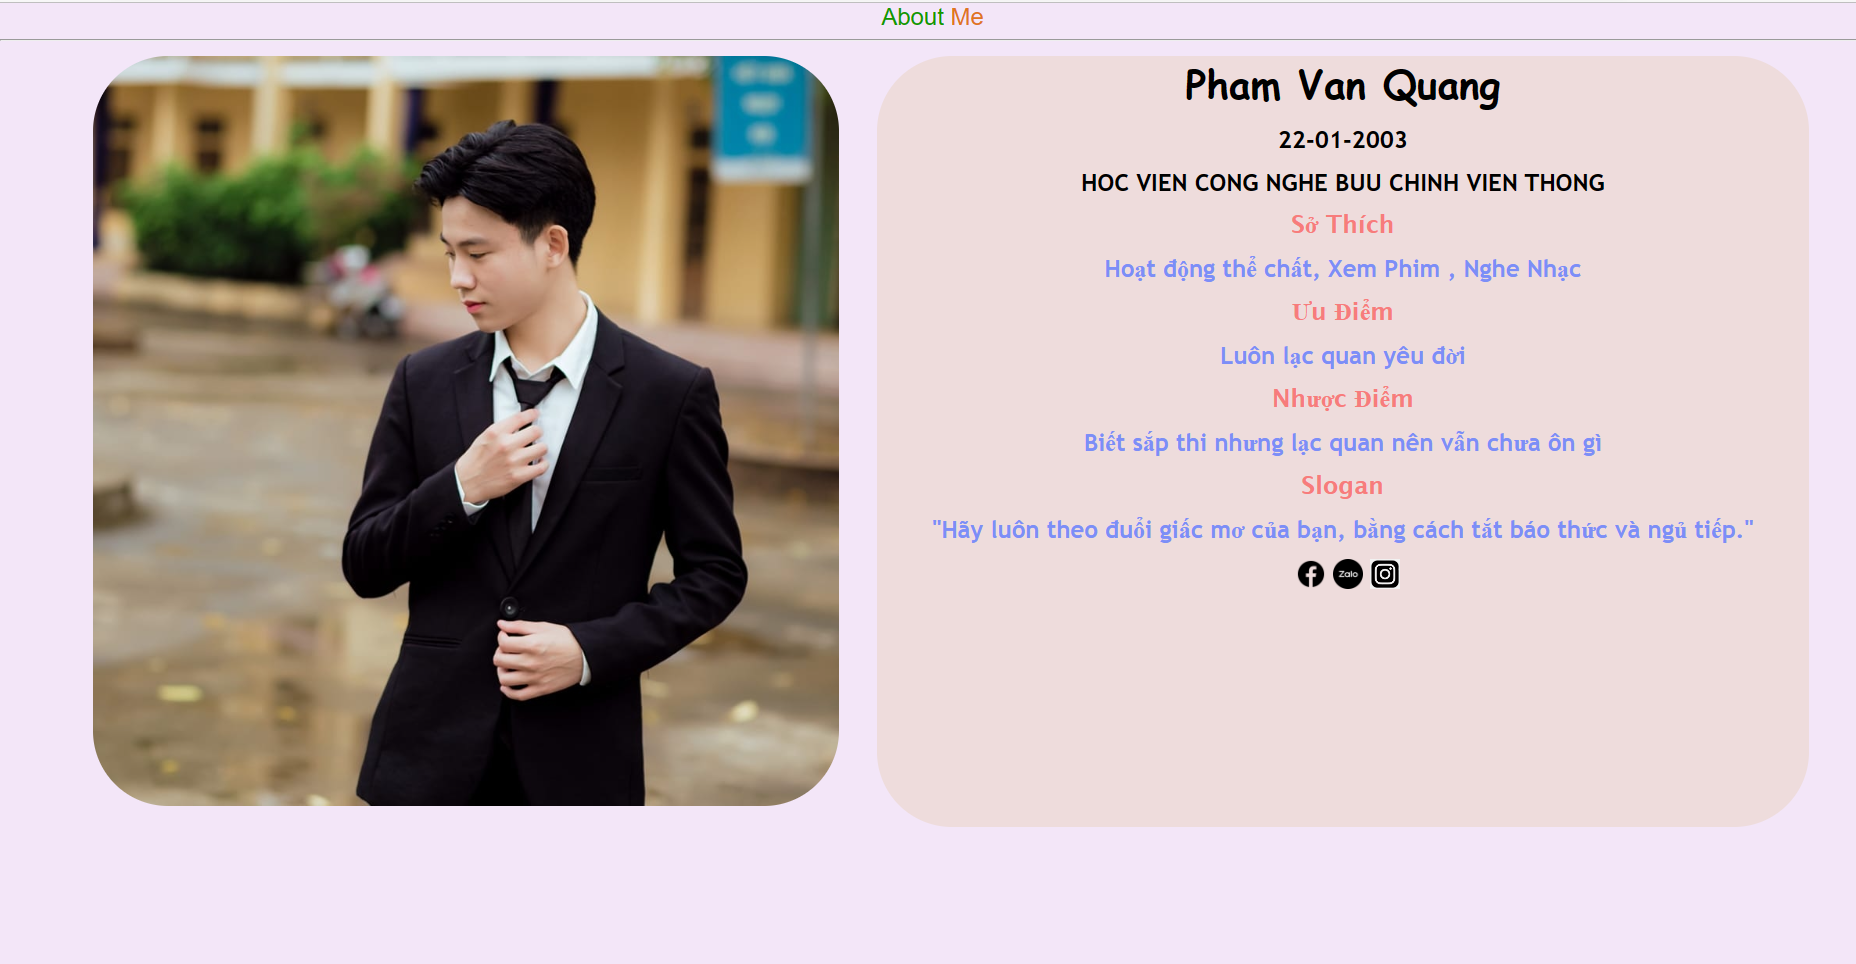 About Me
Pham Van Quang
22-01-2003
HOC VIEN CONG NGHE BUU CHINH VIEN THONG
Sở Thích
Hoạt động thể chất, Xem Phim , Nghe Nhạc
Ưu Điểm
Luôn lạc quan yêu đời
Nhược Điểm
Biết sắp thi nhưng lạc quan nên vẫn chưa ôn gì
Slogan
"Hãy luôn theo đuổi giấc mơ của bạn, bằng cách tắt báo thức và ngủ tiếp."
Zalo